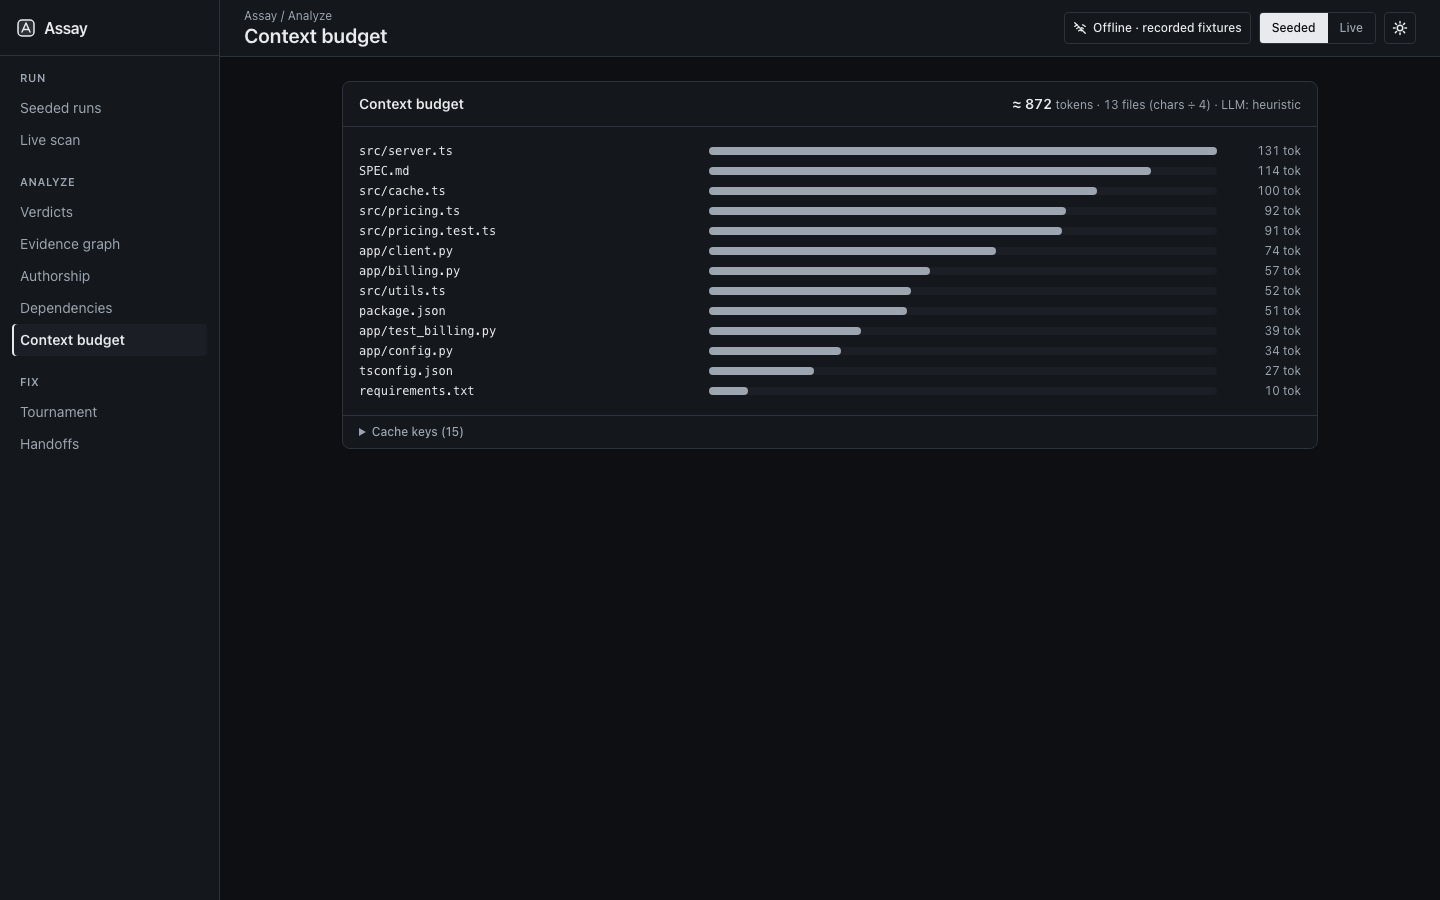 Assay
RUN
Seeded runs
Live scan
ANALYZE
Verdicts
Evidence graph
Authorship
Dependencies
Context budget
FIX
Tournament
Handoffs
Assay / Analyze
Context budget
Offline · recorded fixtures
Seeded
Live
Context budget
≈ 872 tokens · 13 files (chars ÷ 4) · LLM: heuristic
src/server.ts 131 tok
SPEC.md 114 tok
src/cache.ts 100 tok
src/pricing.ts 92 tok
src/pricing.test.ts 91 tok
app/client.py 74 tok
app/billing.py 57 tok
src/utils.ts 52 tok
package.json 51 tok
app/test_billing.py 39 tok
app/config.py 34 tok
tsconfig.json 27 tok
requirements.txt 10 tok
Cache keys (15)